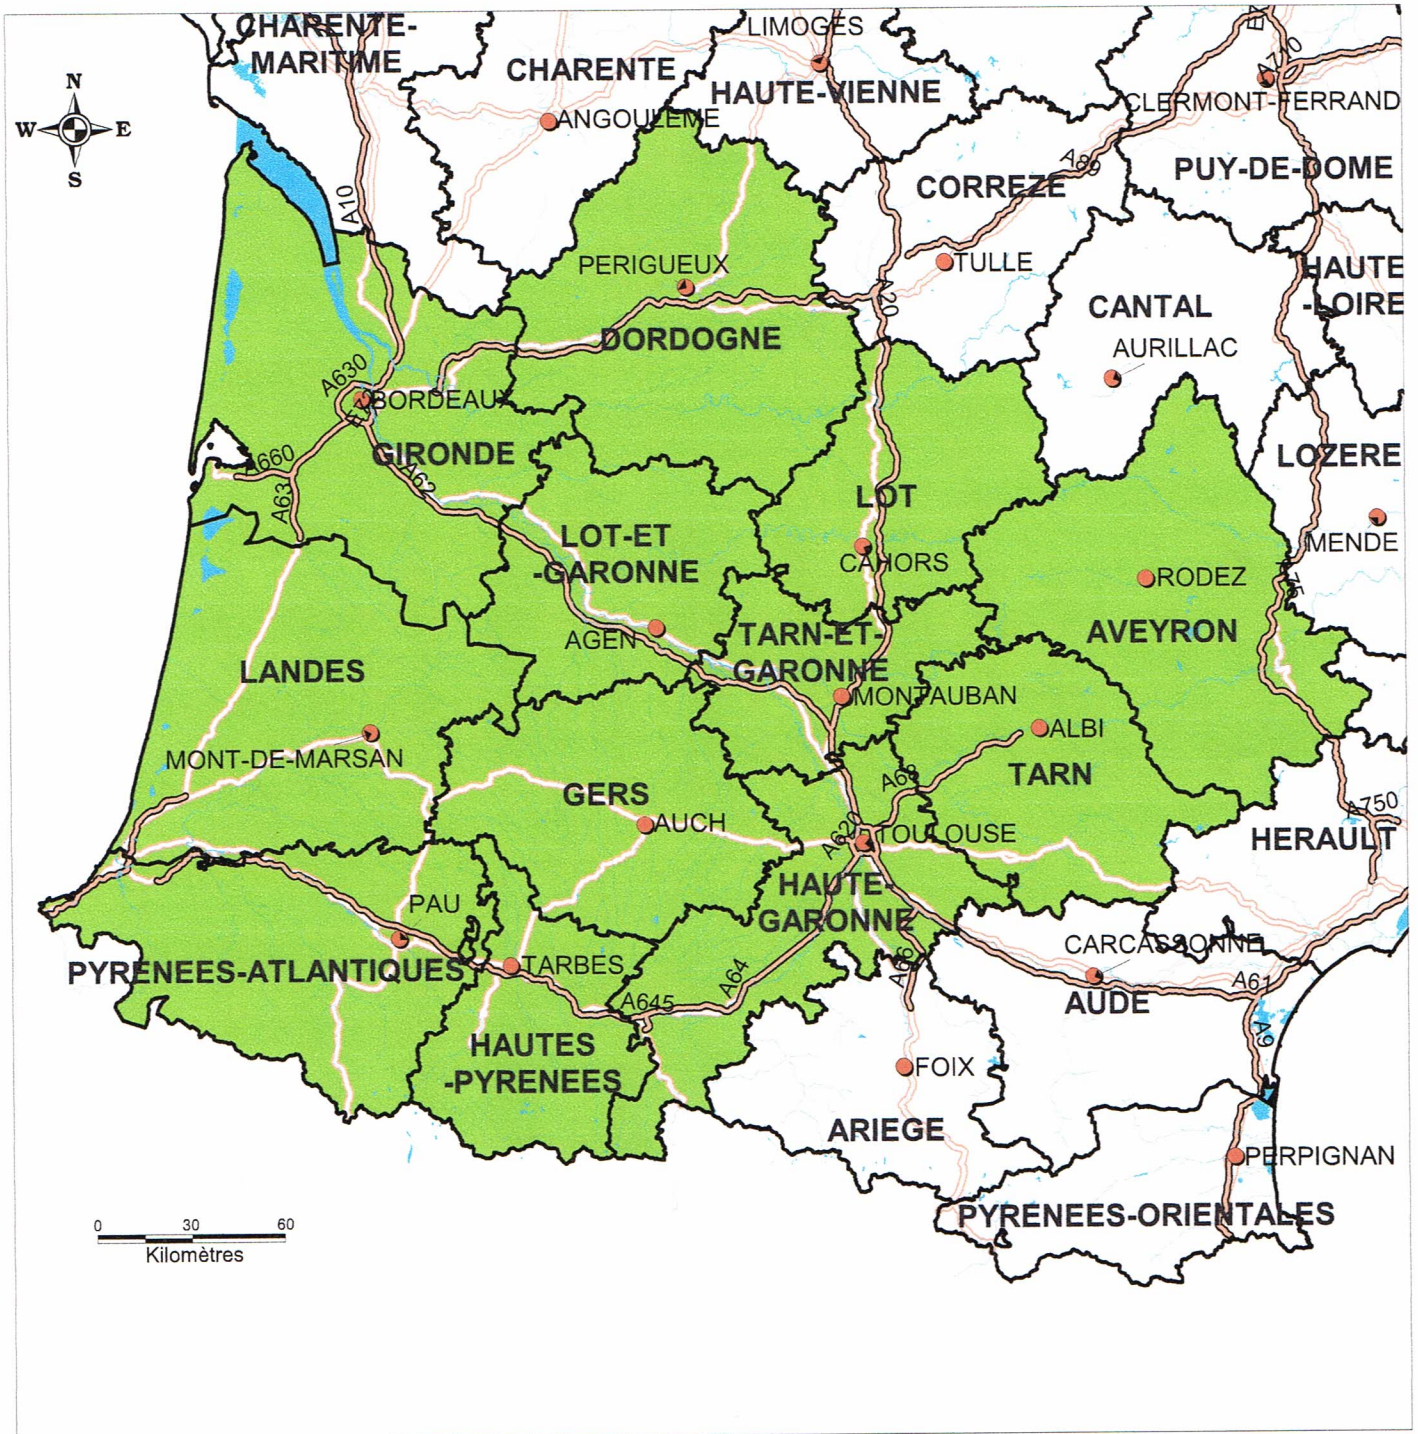 LIMOGES
CHARENTE-
MARITIME
CHARENTE
HAUTE-VIENNE
ANGOULEME
A710
CLERMONT-FERRAND
N
W
E
S
A89
CORREZE
PUY-DE-DOME
A10
PERIGUEUX
TULLE
HAUTE
-LOIRE
A20
CANTAL
DORDOGNE
AURILLAC
A630
BORDEAUX
GIRONDE
A660
A62
A63
LOZERE
LOT
LOT-ET
-GARONNE
CAHORS
MENDE
RODEZ
A75
AGEN
TARN-ET-
GARONNE
AVEYRON
LANDES
MONTAUBAN
ALBI
MONT-DE-MARSAN
GERS
A68
TARN
AUCH
A620
TOULOUSE
A750
HERAULT
HAUTE-
GARONNE
PAU
CARCASSONNE
PYRENEES-ATLANTIQUES
TARBES
A64
A66
A61
A645
AUDE
A9
HAUTES
-PYRENEES
FOIX
ARIEGE
PERPIGNAN
PYRENEES-ORIENTALES
0 30 60
Kilomètres